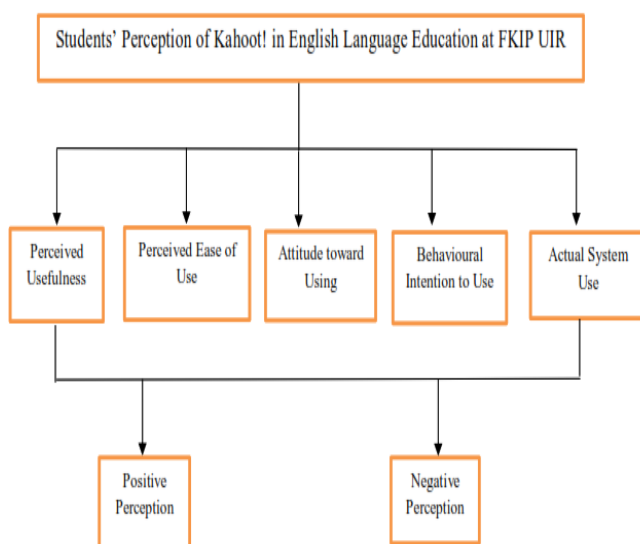 Students' Perception of Kahoot! in English Language Education at FKIP UIR
Perceived
Usefulness
Perceived Ease of
Use
Attitude toward
Using
Behavioural
Intention to Use
Actual System
Use
Positive
Perception
Negative
Perception